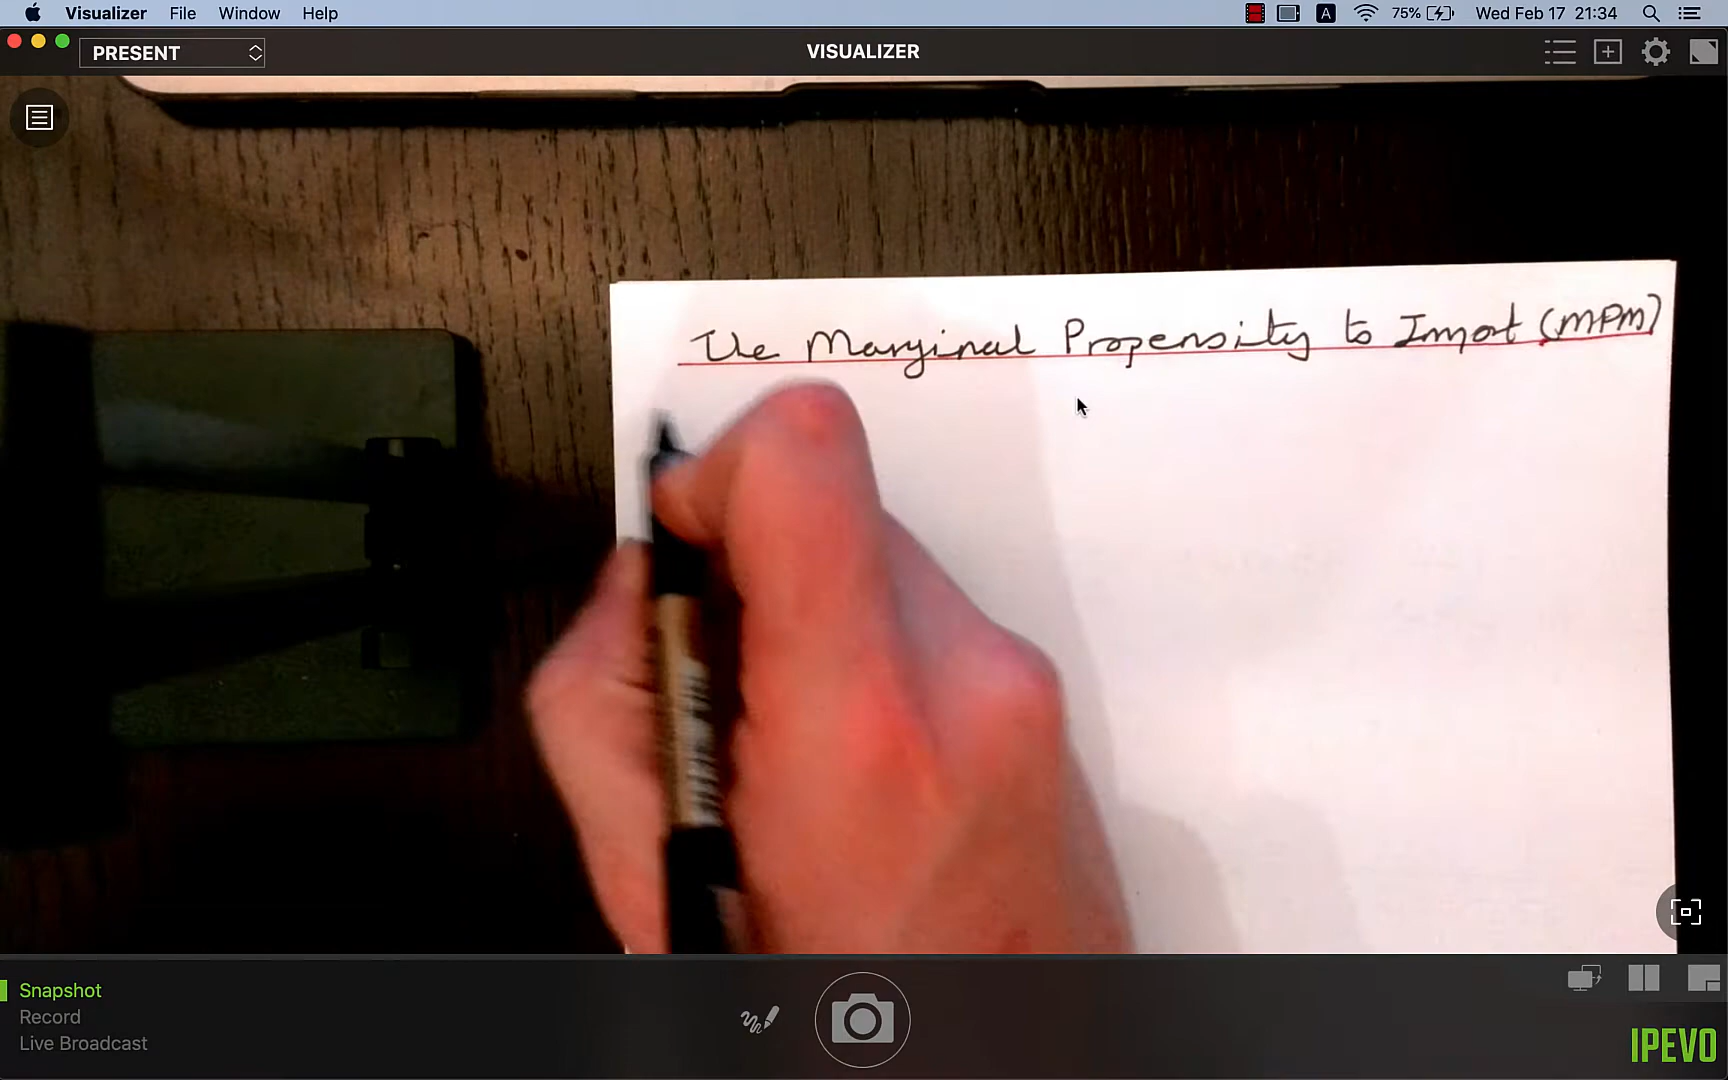 Visualizer File Window Help A 75% Wed Feb 17 21:34
PRESENT VISUALIZER
The Marginal Propensity to Impot (MPM)
Snapshot
Record
Live Broadcast
IPEVO